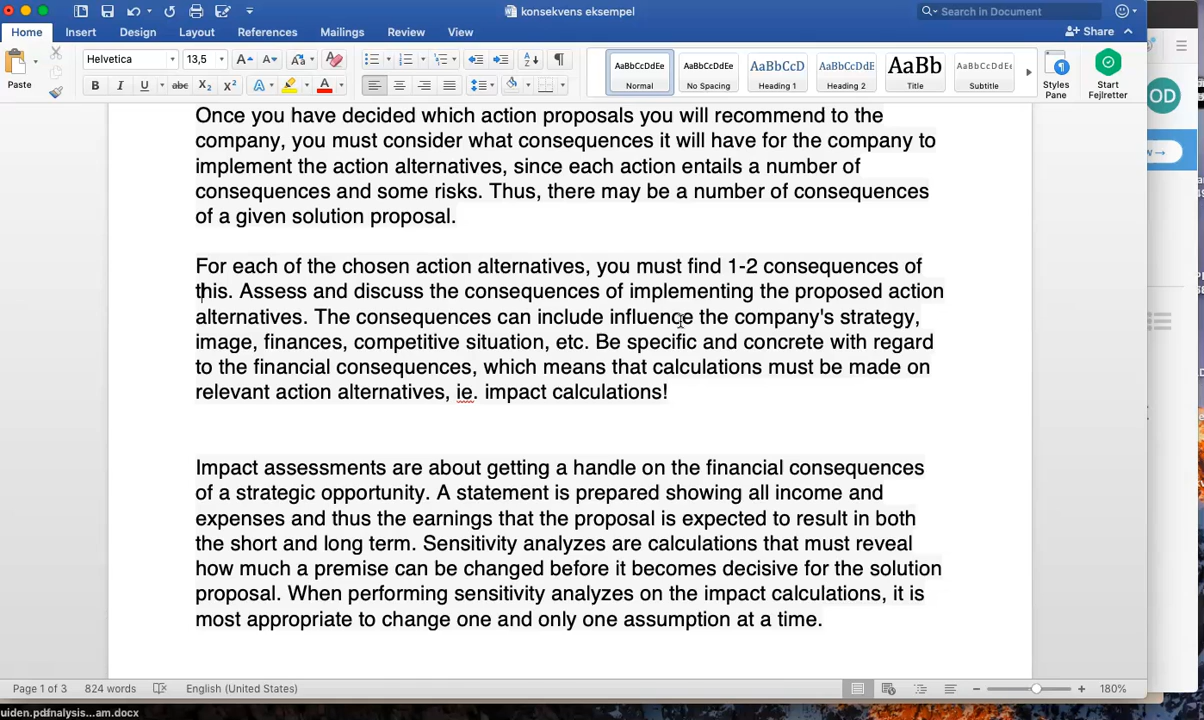 konsekvens eksempel
Search in Document
Home Insert Design Layout References Mailings Review View
Share
Paste
Helvetica 13,5
AaBbCcDdEe AaBbCcDdEe AaBbCcD AaBbCcDdEe AaBb AaBbCcDdEe
Normal No Spacing Heading 1 Heading 2 Title Subtitle
Styles Pane
Start Fejlretter
OD
Once you have decided which action proposals you will recommend to the
company, you must consider what consequences it will have for the company to
implement the action alternatives, since each action entails a number of
consequences and some risks. Thus, there may be a number of consequences
of a given solution proposal.
For each of the chosen action alternatives, you must find 1-2 consequences of
this. Assess and discuss the consequences of implementing the proposed action
alternatives. The consequences can include influence the company's strategy,
image, finances, competitive situation, etc. Be specific and concrete with regard
to the financial consequences, which means that calculations must be made on
relevant action alternatives, ie. impact calculations!
Impact assessments are about getting a handle on the financial consequences
of a strategic opportunity. A statement is prepared showing all income and
expenses and thus the earnings that the proposal is expected to result in both
the short and long term. Sensitivity analyzes are calculations that must reveal
how much a premise can be changed before it becomes decisive for the solution
proposal. When performing sensitivity analyzes on the impact calculations, it is
most appropriate to change one and only one assumption at a time.
Page 1 of 3 824 words English (United States) 180%
uiden.pdfnalysis...am.docx